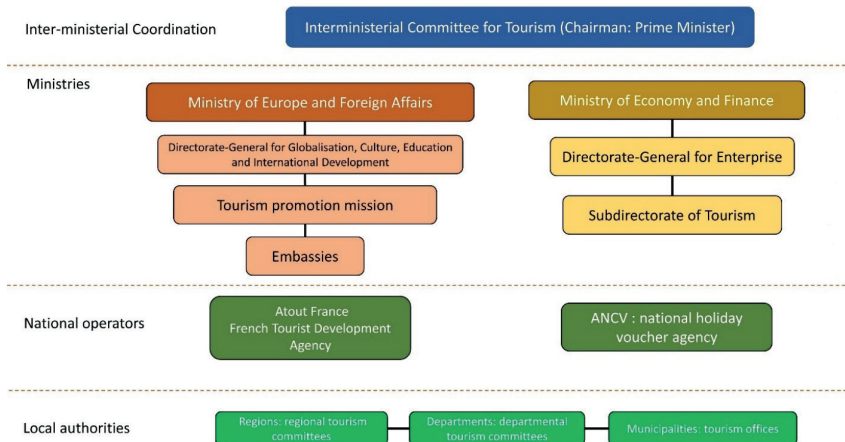 Inter-ministerial Coordination
Interministerial Committee for Tourism (Chairman: Prime Minister)
Ministries
Ministry of Europe and Foreign Affairs
Ministry of Economy and Finance
Directorate-General for Globalisation, Culture, Education
and International Development
Directorate-General for Enterprise
Tourism promotion mission
Subdirectorate of Tourism
Embassies
National operators
Atout France
French Tourist Development
Agency
ANCV : national holiday
voucher agency
Local authorities
Regions: regional tourism
committees
Departments: departmental
tourism committees
Municipalities: tourism offices